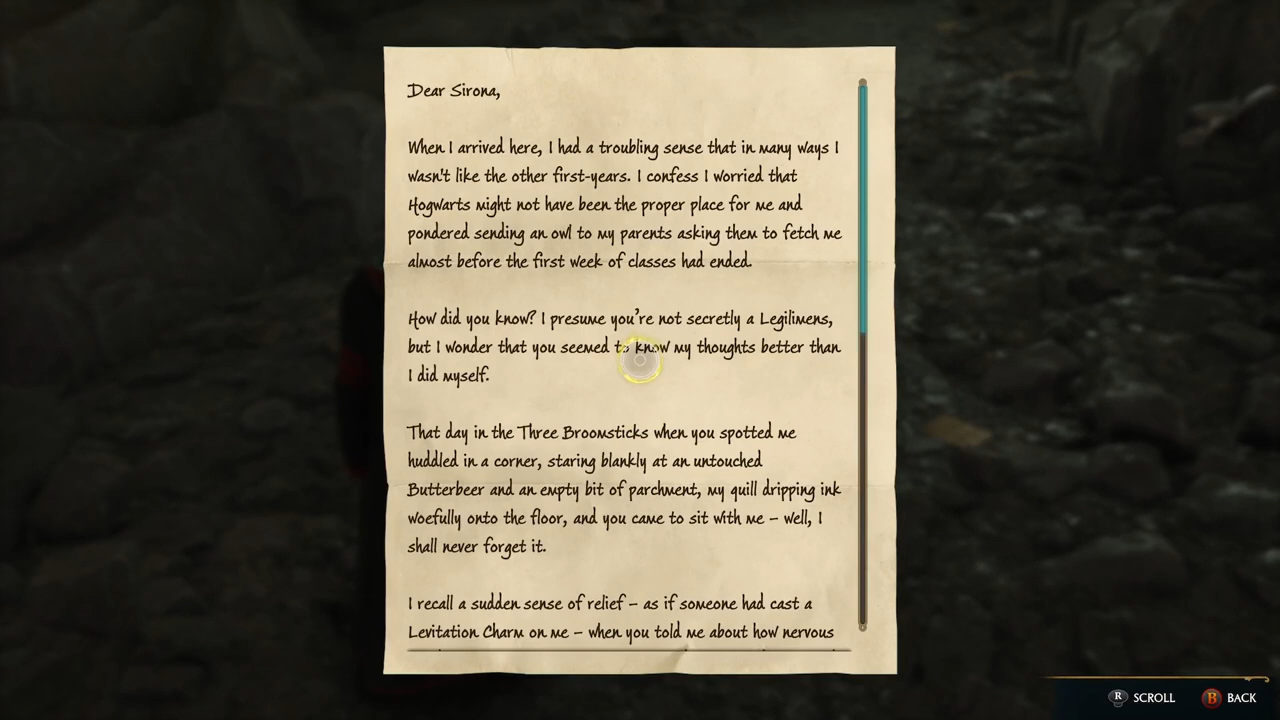 Dear Sirona,
When I arrived here, I had a troubling sense that in many ways I
wasn't like the other first-years. I confess I worried that
Hogwarts might not have been the proper place for me and
pondered sending an owl to my parents asking them to fetch me
almost before the first week of classes had ended.
How did you know? I presume you're not secretly a Legilimens,
but I wonder that you seemed to know my thoughts better than
I did myself.
That day in the Three Broomsticks when you spotted me
huddled in a corner, staring blankly at an untouched
Butterbeer and an empty bit of parchment, my quill dripping ink
woefully onto the floor, and you came to sit with me – well, I
shall never forget it.
I recall a sudden sense of relief – as if someone had cast a
Levitation Charm on me – when you told me about how nervous
R SCROLL
B BACK